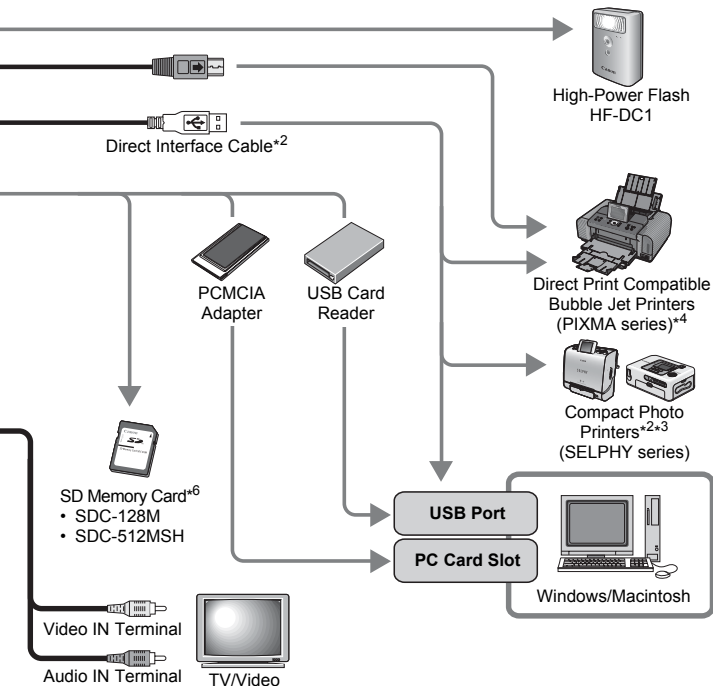 High-Power Flash
HF-DC1
Direct Interface Cable*2
PCMCIA
Adapter
USB Card
Reader
Direct Print Compatible
Bubble Jet Printers
(PIXMA series)*4
Compact Photo
Printers*2*3
(SELPHY series)
SD Memory Card*6
• SDC-128M
• SDC-512MSH
USB Port
PC Card Slot
Windows/Macintosh
Video IN Terminal
Audio IN Terminal
TV/Video